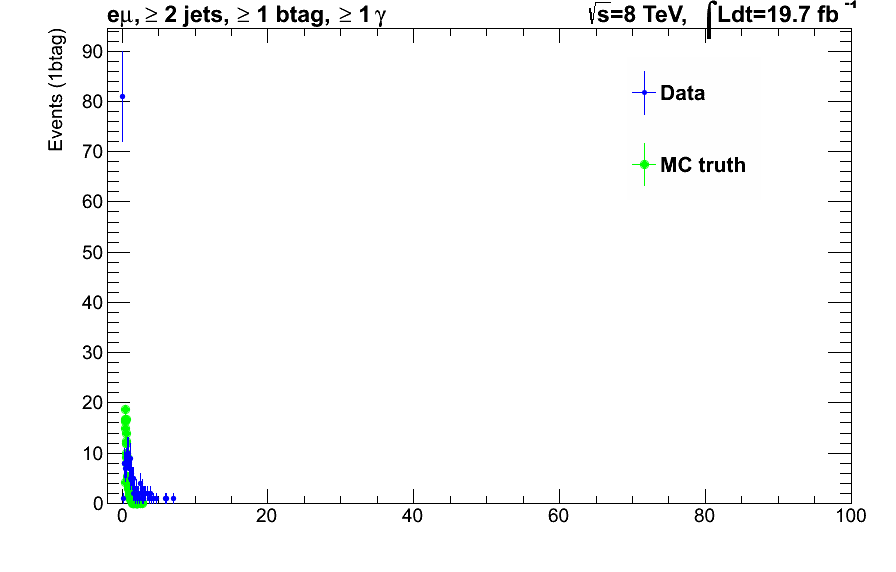 eμ, ≥ 2 jets, ≥ 1 btag, ≥ 1 γ
√s=8 TeV, ∫Ldt=19.7 fb⁻¹
Events (1btag)
Data
MC truth
90
80
70
60
50
40
30
20
10
0
0 20 40 60 80 100